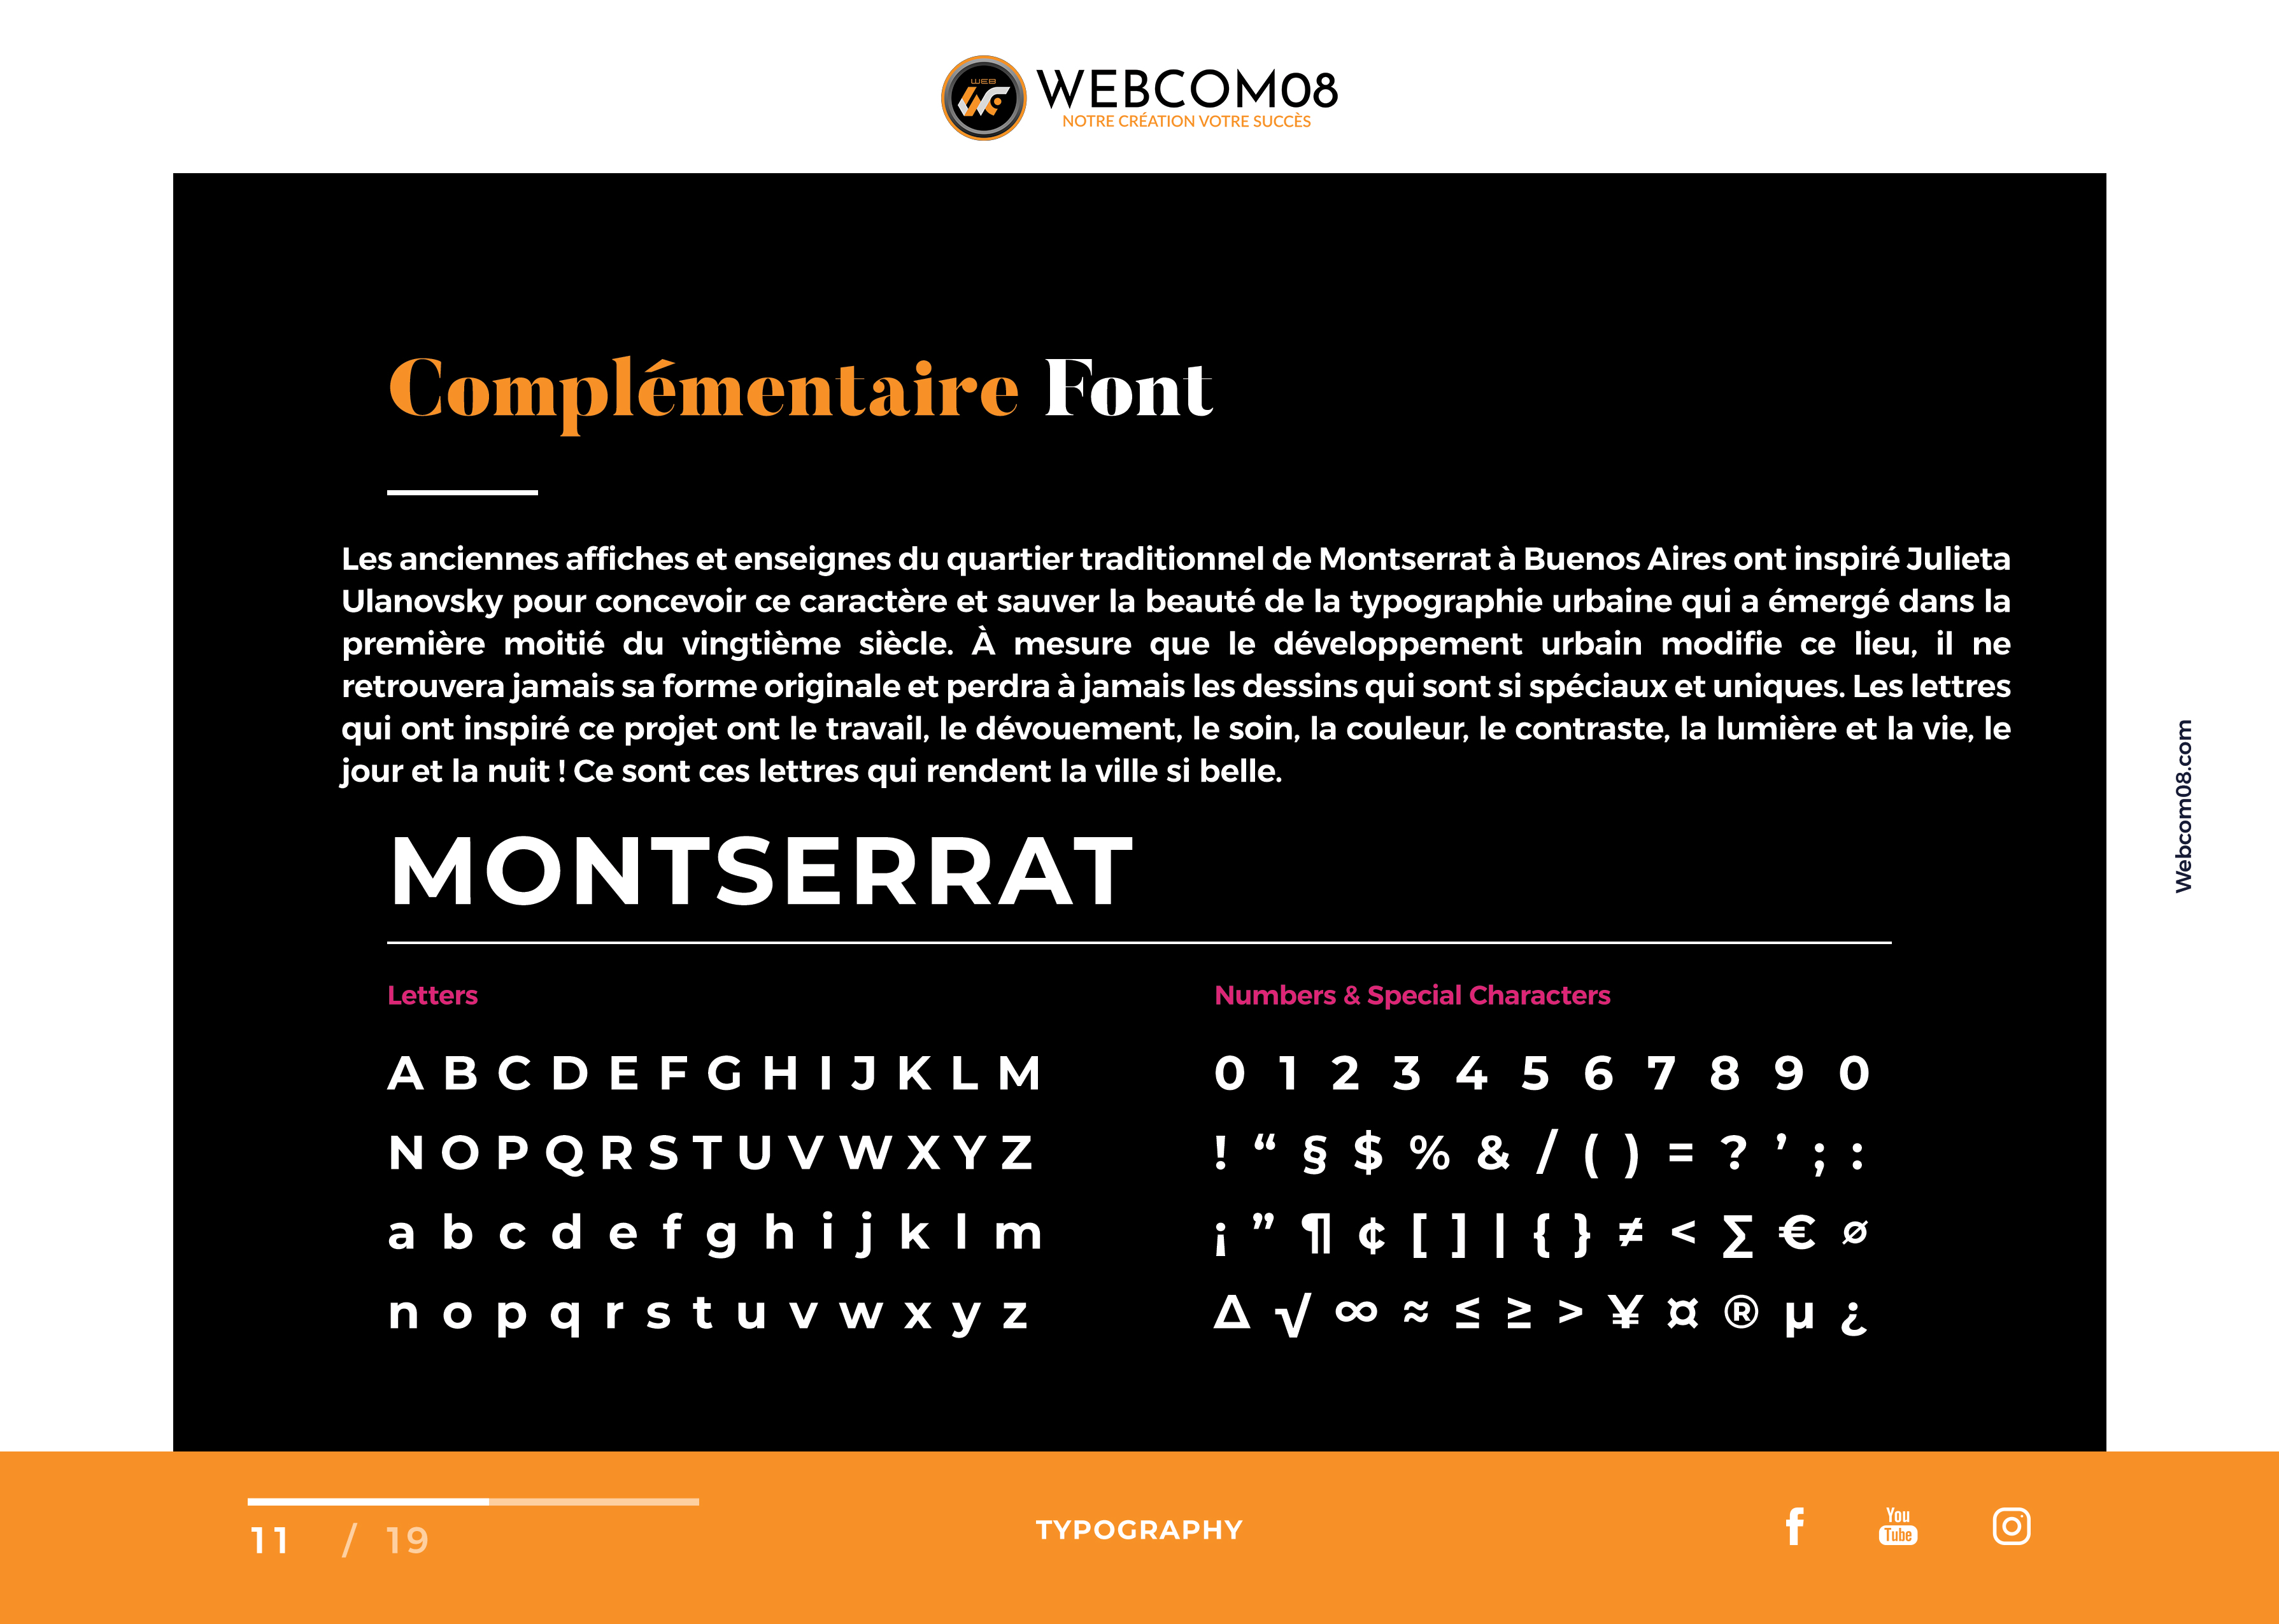 WEB
WEBCOM08
NOTRE CRÉATION VOTRE SUCCÈS
Complémentaire Font
Les anciennes affiches et enseignes du quartier traditionnel de Montserrat à Buenos Aires ont inspiré Julieta
Ulanovsky pour concevoir ce caractère et sauver la beauté de la typographie urbaine qui a émergé dans la
première moitié du vingtième siècle. À mesure que le développement urbain modifie ce lieu, il ne
retrouvera jamais sa forme originale et perdra à jamais les dessins qui sont si spéciaux et uniques. Les lettres
qui ont inspiré ce projet ont le travail, le dévouement, le soin, la couleur, le contraste, la lumière et la vie, le
jour et la nuit ! Ce sont ces lettres qui rendent la ville si belle.
Webcom08.com
MONTSERRAT
Letters
A B C D E F G H I J K L M
N O P Q R S T U V W X Y Z
a b c d e f g h i j k l m
n o p q r s t u v w x y z
Numbers & Special Characters
0 1 2 3 4 5 6 7 8 9 0
! “ § $ % & / ( ) = ? ’ ; :
¡ ” ¶ ¢ [ ] | { } ≠ < ∑ € ø
∆ √ ∞ ≈ ≤ ≥ > ¥ ¤ ® µ ¿
11 / 19
TYPOGRAPHY
You
Tube